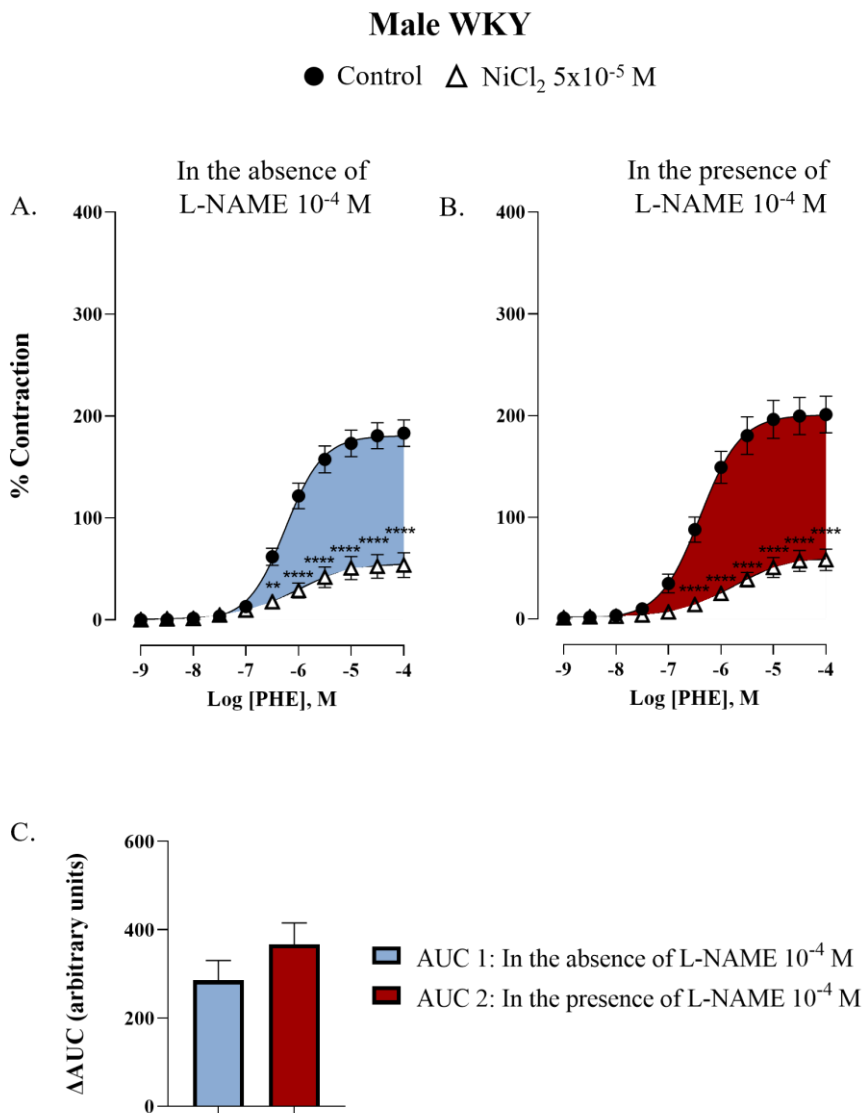 Male WKY
● Control △ NiCl₂ 5x10⁻⁵ M
In the absence of
L-NAME 10⁻⁴ M
In the presence of
L-NAME 10⁻⁴ M
A.
B.
% Contraction
400
300
200
100
0
**
****
****
****
****
****
-9 -8 -7 -6 -5 -4
Log [PHE], M
400
300
200
100
0
****
****
****
****
****
****
-9 -8 -7 -6 -5 -4
Log [PHE], M
C.
ΔAUC (arbitrary units)
600
400
200
0
AUC 1: In the absence of L-NAME 10⁻⁴ M
AUC 2: In the presence of L-NAME 10⁻⁴ M